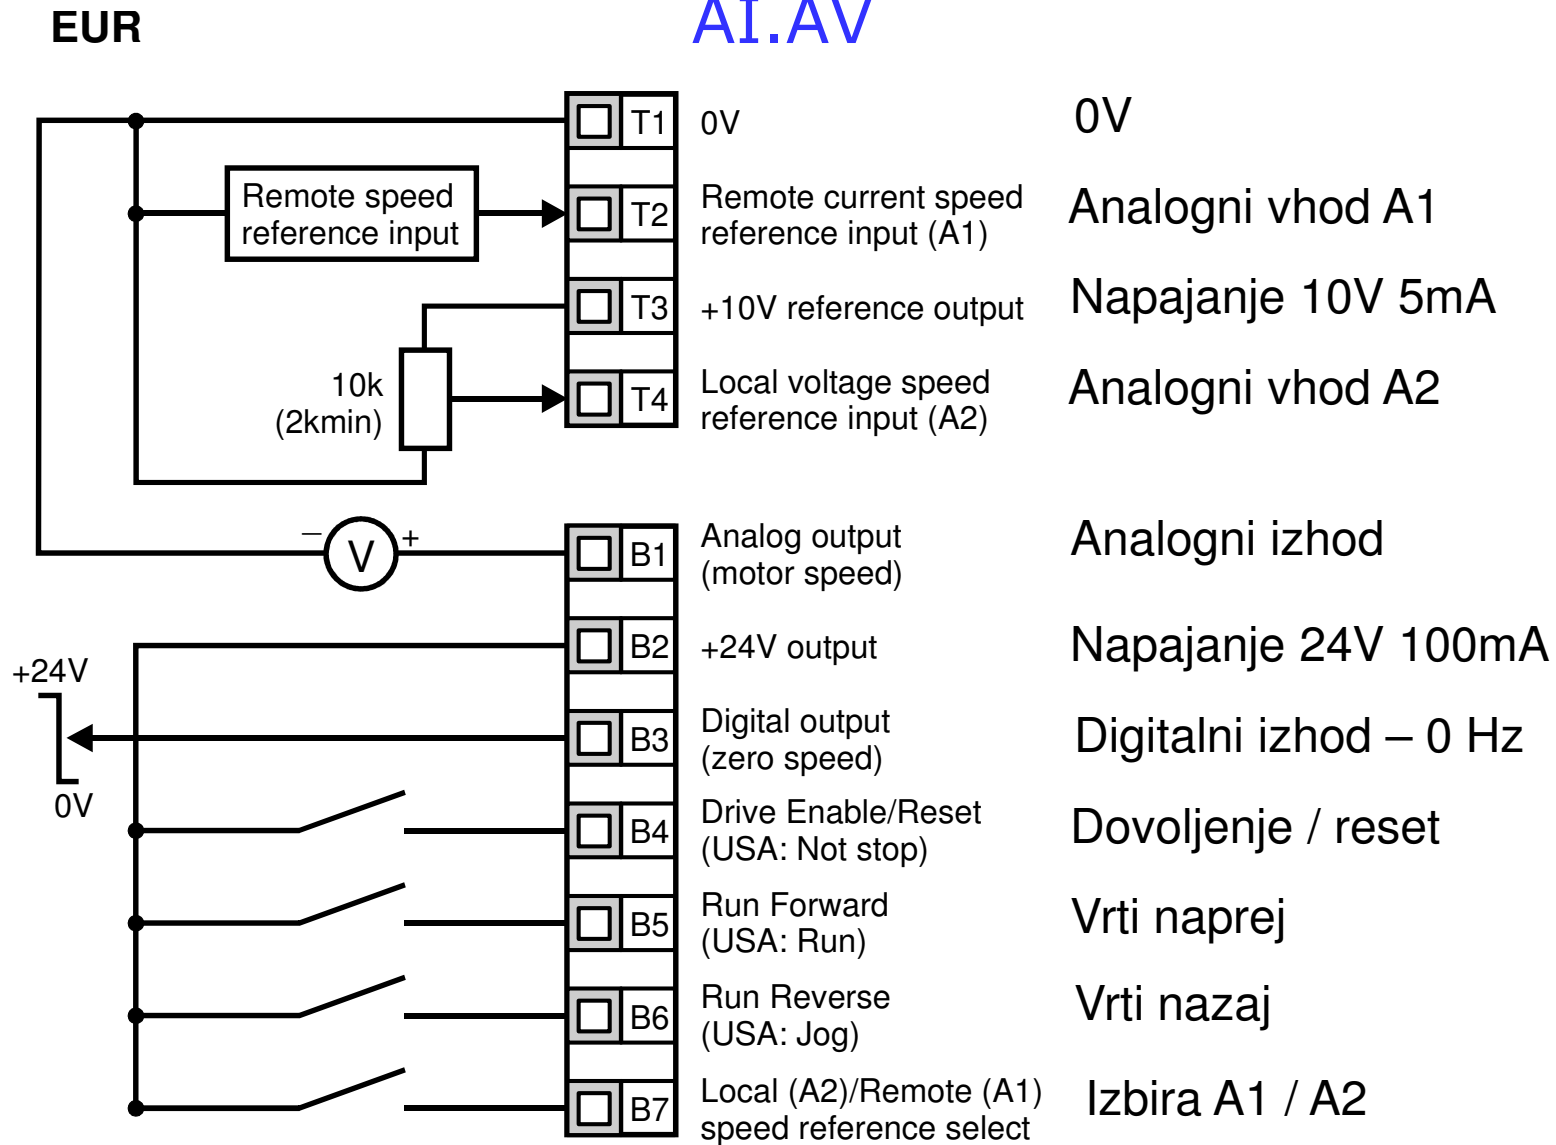 EUR
AI.AV
T1
0V
0V
Remote speed
reference input
T2
Remote current speed
reference input (A1)
Analogni vhod A1
T3
+10V reference output
Napajanje 10V 5mA
10k
(2kmin)
T4
Local voltage speed
reference input (A2)
Analogni vhod A2
– V +
B1
Analog output
(motor speed)
Analogni izhod
B2
+24V output
Napajanje 24V 100mA
+24V
0V
B3
Digital output
(zero speed)
Digitalni izhod – 0 Hz
B4
Drive Enable/Reset
(USA: Not stop)
Dovoljenje / reset
B5
Run Forward
(USA: Run)
Vrti naprej
B6
Run Reverse
(USA: Jog)
Vrti nazaj
B7
Local (A2)/Remote (A1)
speed reference select
Izbira A1 / A2